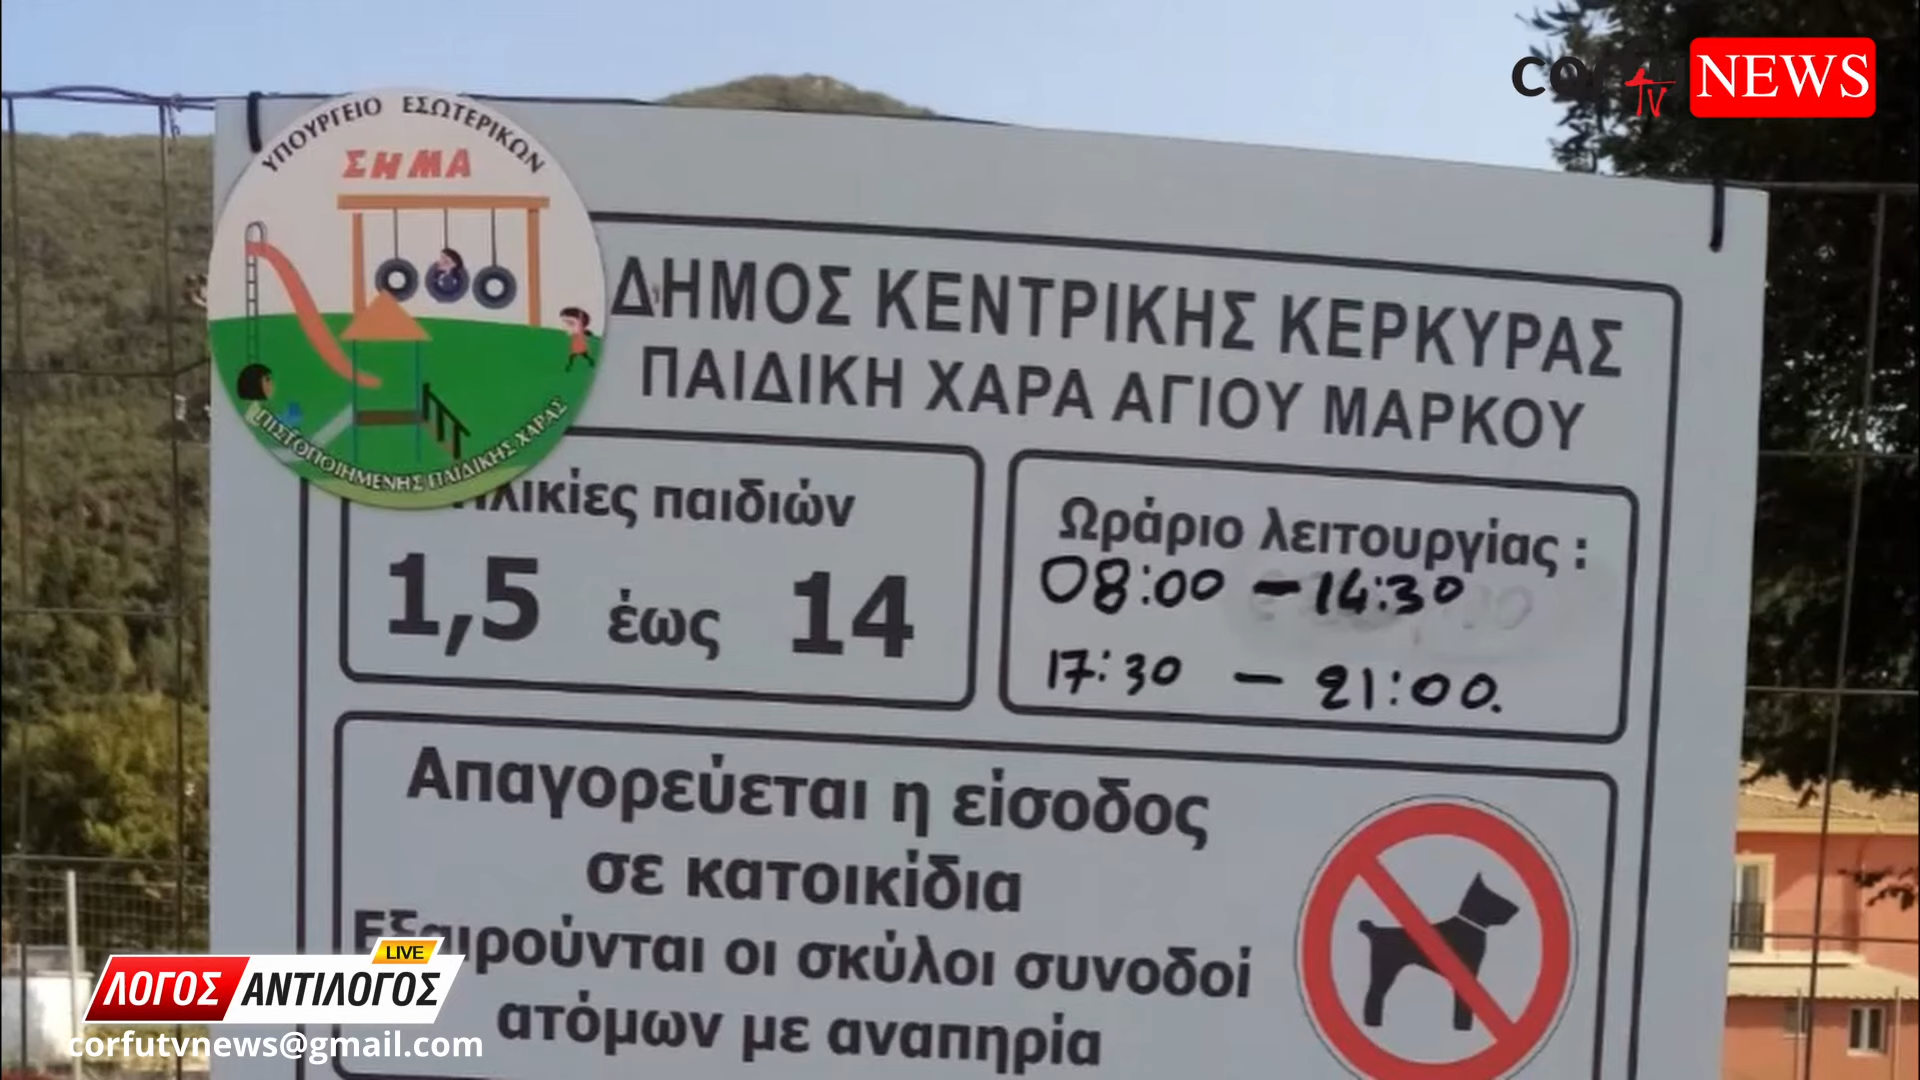 corfu tv NEWS
ΥΠΟΥΡΓΕΙΟ ΕΣΩΤΕΡΙΚΩΝ
ΣΗΜΑ
ΠΙΣΤΟΠΟΙΗΜΕΝΗΣ ΠΑΙΔΙΚΗΣ ΧΑΡΑΣ
ΔΗΜΟΣ ΚΕΝΤΡΙΚΗΣ ΚΕΡΚΥΡΑΣ
ΠΑΙΔΙΚΗ ΧΑΡΑ ΑΓΙΟΥ ΜΑΡΚΟΥ
Ηλικίες παιδιών
1,5 έως 14
Ωράριο λειτουργίας :
08:00 – 14:30
17:30 – 21:00.
Απαγορεύεται η είσοδος
σε κατοικίδια
Εξαιρούνται οι σκύλοι συνοδοί
ατόμων με αναπηρία
LIVE
ΛΟΓΟΣ ΑΝΤΙΛΟΓΟΣ
corfutvnews@gmail.com